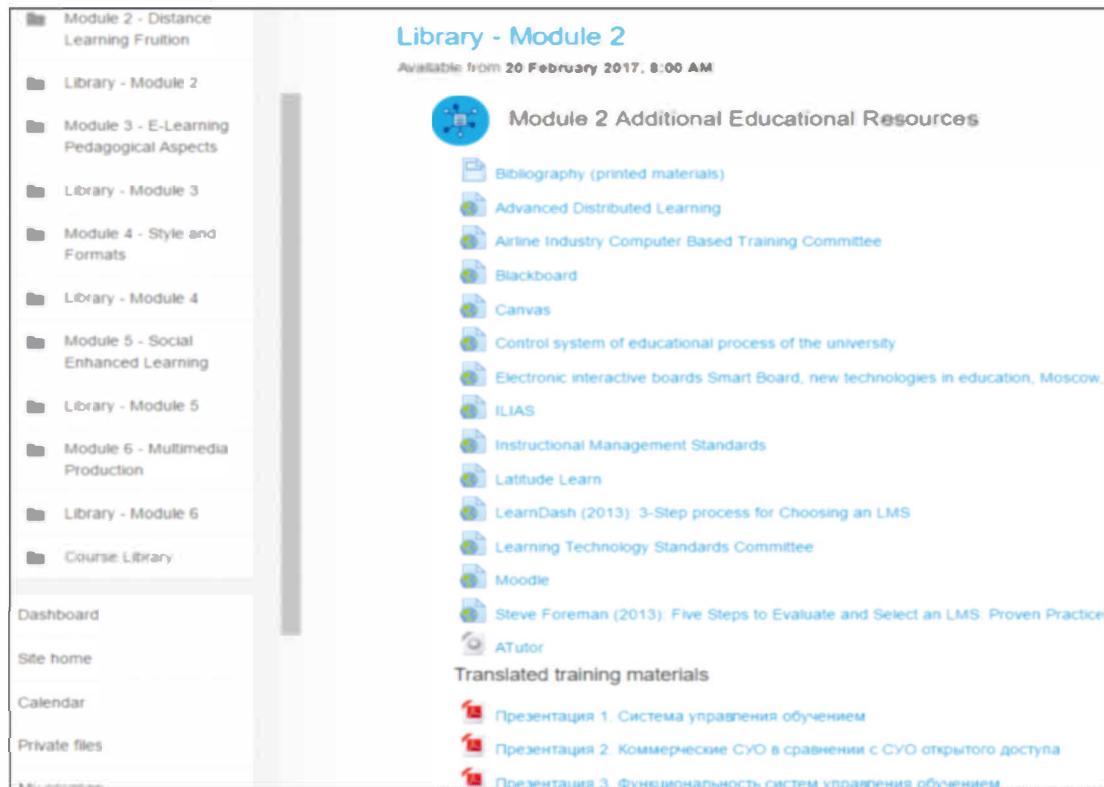 Module 2 - Distance
Learning Fruition
Library - Module 2
Module 3 - E-Learning
Pedagogical Aspects
Library - Module 3
Module 4 - Style and
Formats
Library - Module 4
Module 5 - Social
Enhanced Learning
Library - Module 5
Module 6 - Multimedia
Production
Library - Module 6
Course Library
Dashboard
Site home
Calendar
Private files
Library - Module 2
Available from 20 February 2017, 8:00 AM
Module 2 Additional Educational Resources
Bibliography (printed materials)
Advanced Distributed Learning
Airline Industry Computer Based Training Committee
Blackboard
Canvas
Control system of educational process of the university
Electronic interactive boards Smart Board, new technologies in education, Moscow,
ILIAS
Instructional Management Standards
Latitude Learn
LearnDash (2013): 3-Step process for Choosing an LMS
Learning Technology Standards Committee
Moodle
Steve Foreman (2013): Five Steps to Evaluate and Select an LMS: Proven Practice
ATutor
Translated training materials
Презентация 1. Система управления обучением
Презентация 2. Коммерческие СУО в сравнении с СУО открытого доступа
Презентация 3. Функциональность систем управления обучением